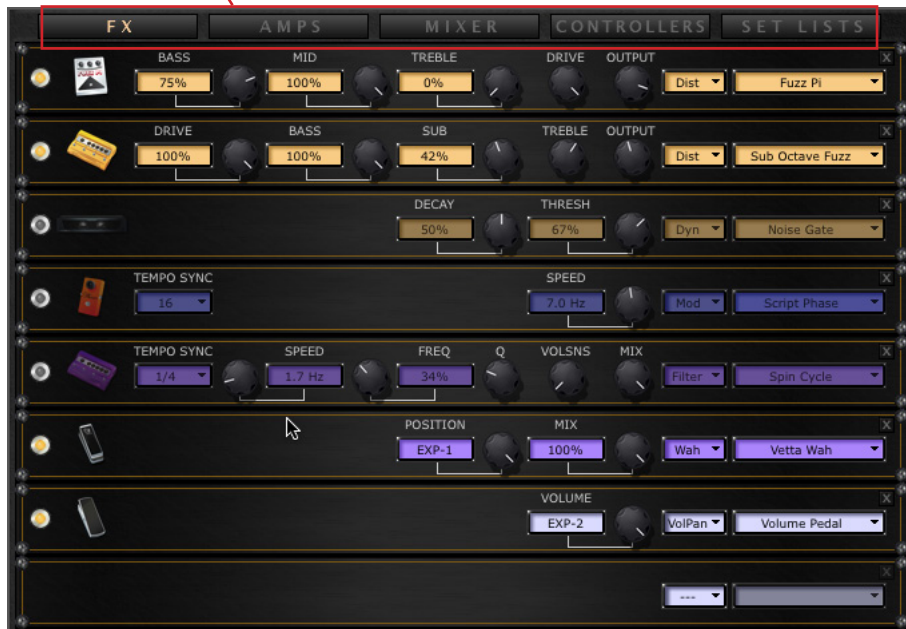 FX AMPS MIXER CONTROLLERS SET LISTS
BASS MID TREBLE DRIVE OUTPUT X
75% 100% 0% Dist Fuzz Pi
DRIVE BASS SUB TREBLE OUTPUT X
100% 100% 42% Dist Sub Octave Fuzz
DECAY THRESH X
50% 67% Dyn Noise Gate
TEMPO SYNC SPEED X
16 7.0 Hz Mod Script Phase
TEMPO SYNC SPEED FREQ Q VOLSNS MIX X
1/4 1.7 Hz 34% Filter Spin Cycle
POSITION MIX X
EXP-1 100% Wah Vetta Wah
VOLUME X
EXP-2 VolPan Volume Pedal
X
---